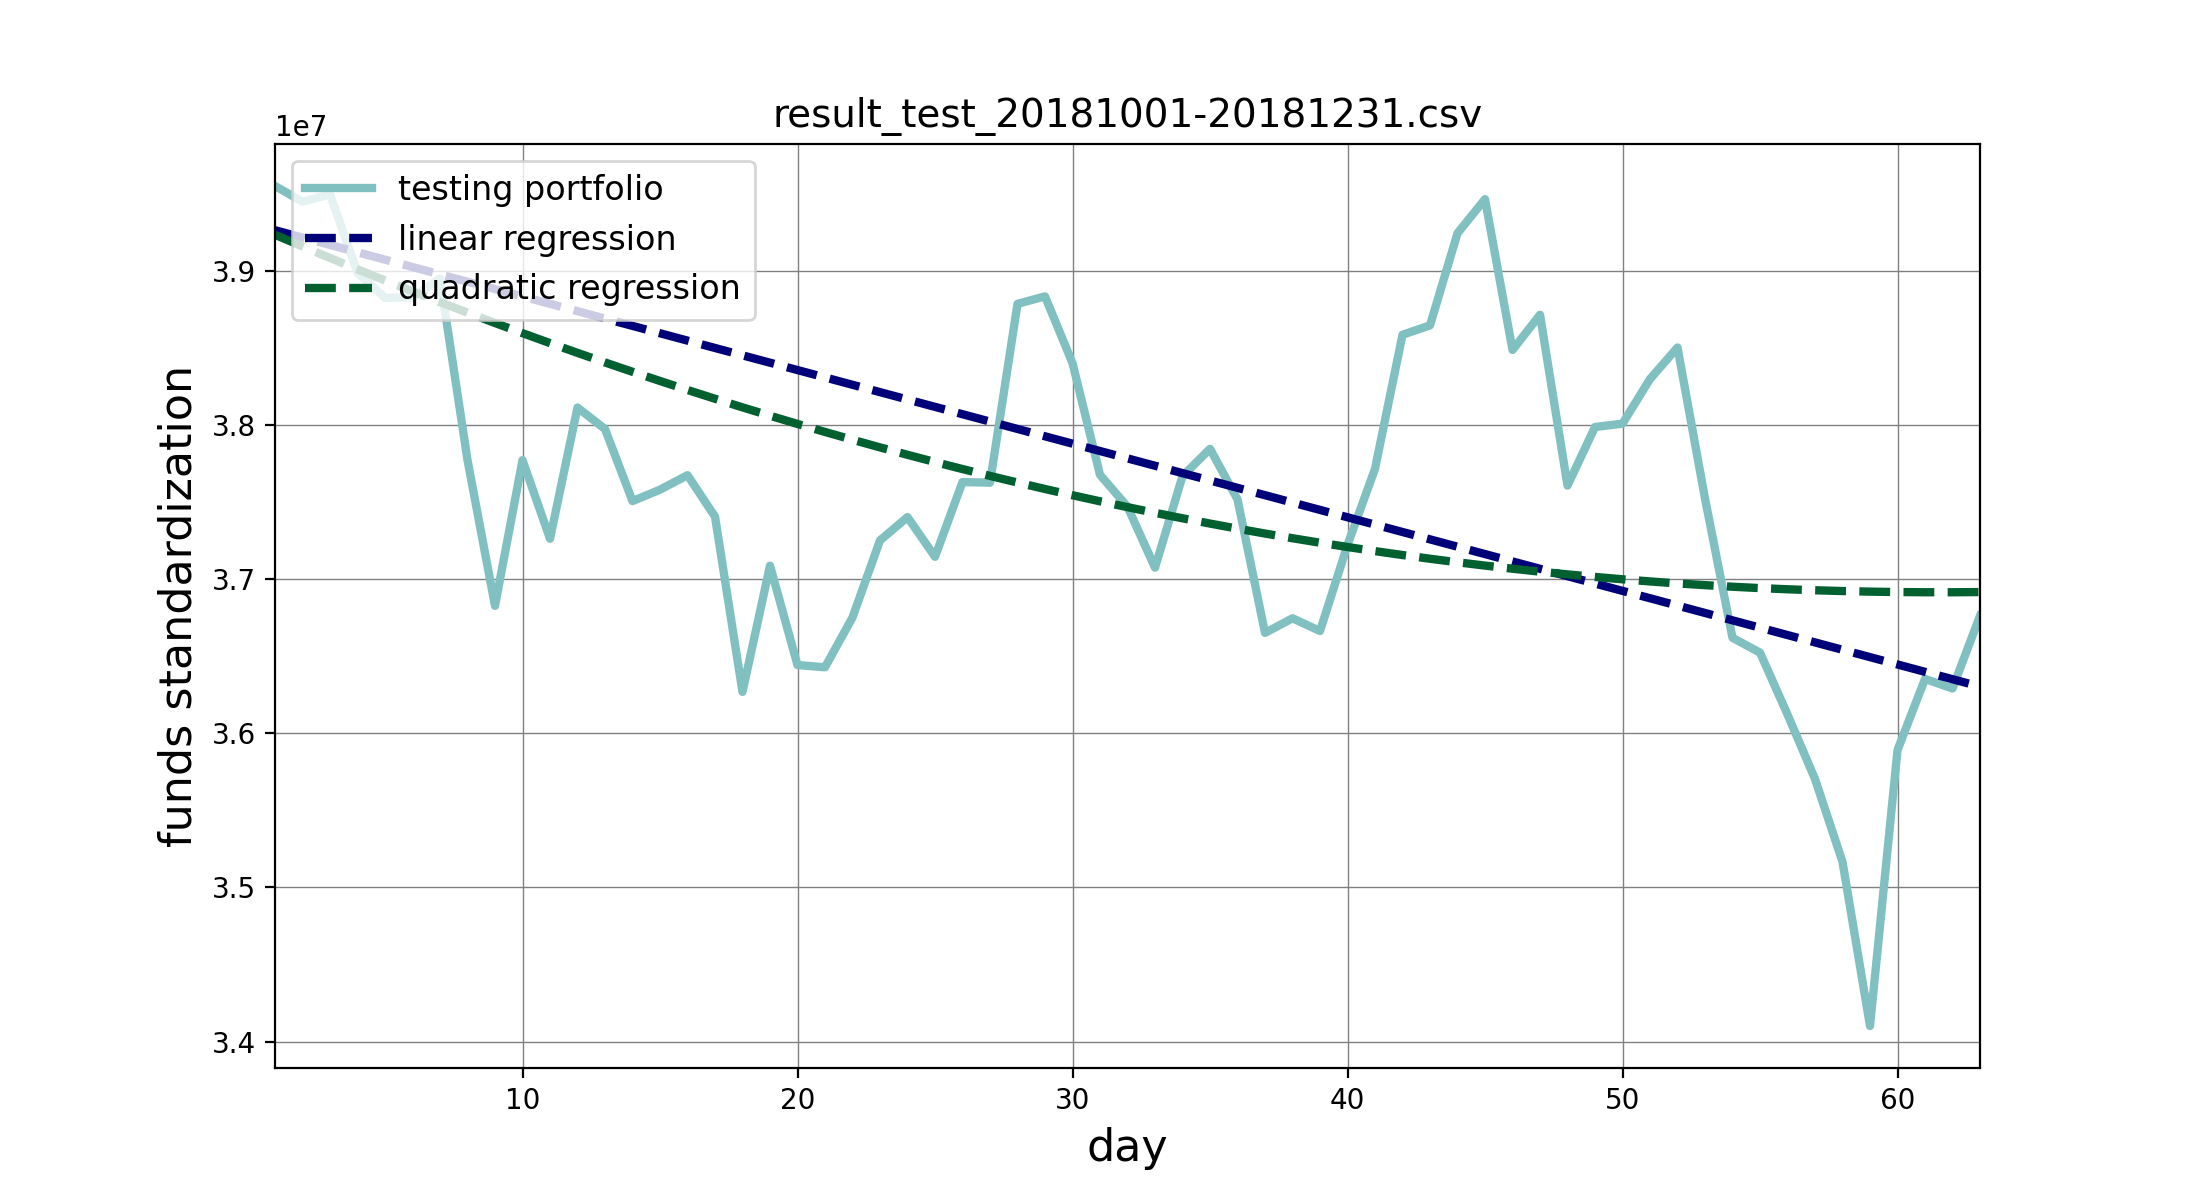 result_test_20181001-20181231.csv
1e7
testing portfolio
linear regression
quadratic regression
3.9
3.8
3.7
3.6
3.5
3.4
funds standardization
10 20 30 40 50 60
day